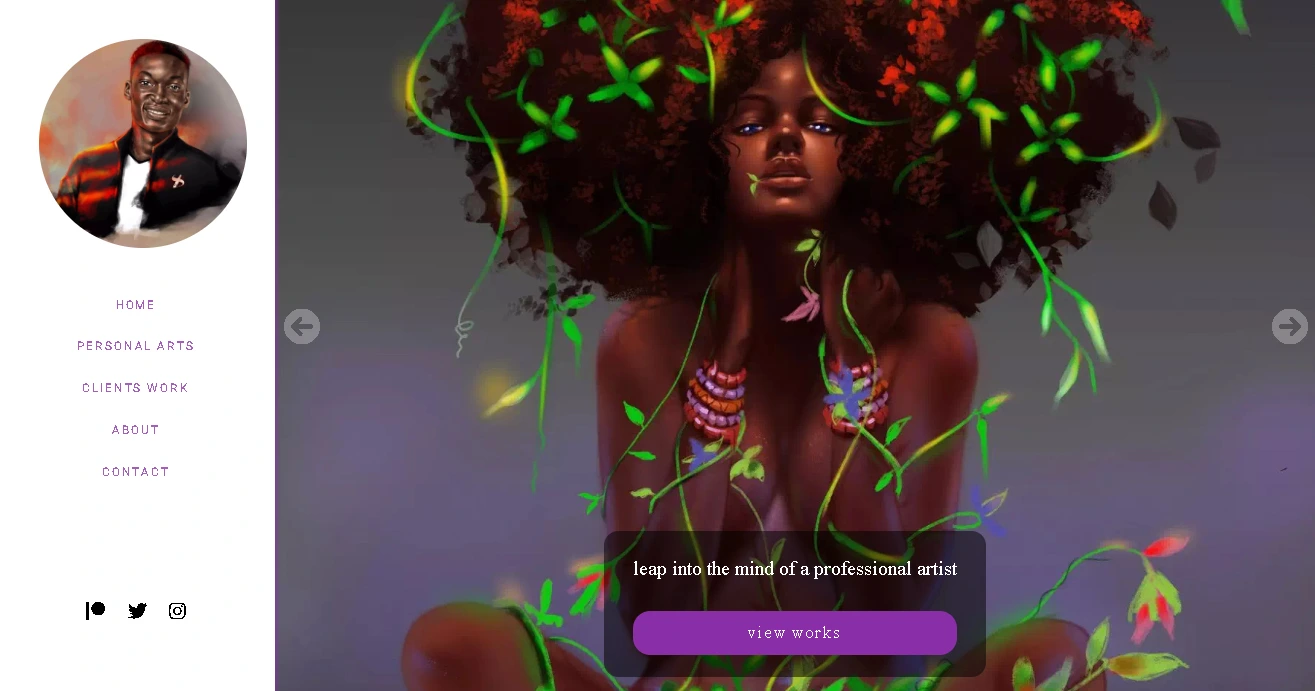 HOME
PERSONAL ARTS
CLIENTS WORK
ABOUT
CONTACT
leap into the mind of a professional artist
view works